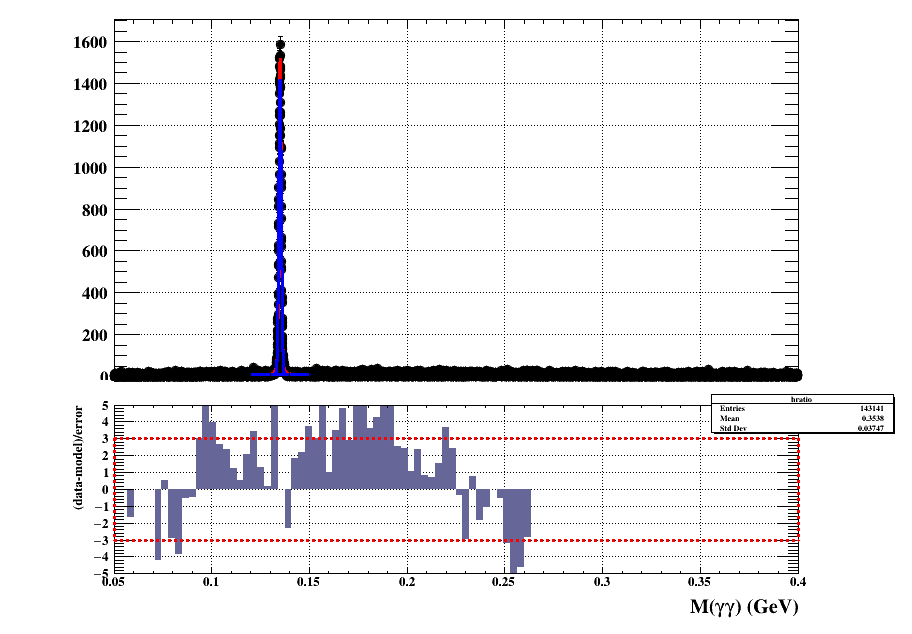 1600
1400
1200
1000
800
600
400
200
0
hratio
Entries 143141
Mean 0.3538
Std Dev 0.03747
(data-model)/error
5
4
3
2
1
0
−1
−2
−3
−4
−5
0.05 0.1 0.15 0.2 0.25 0.3 0.35 0.4
M(γγ) (GeV)